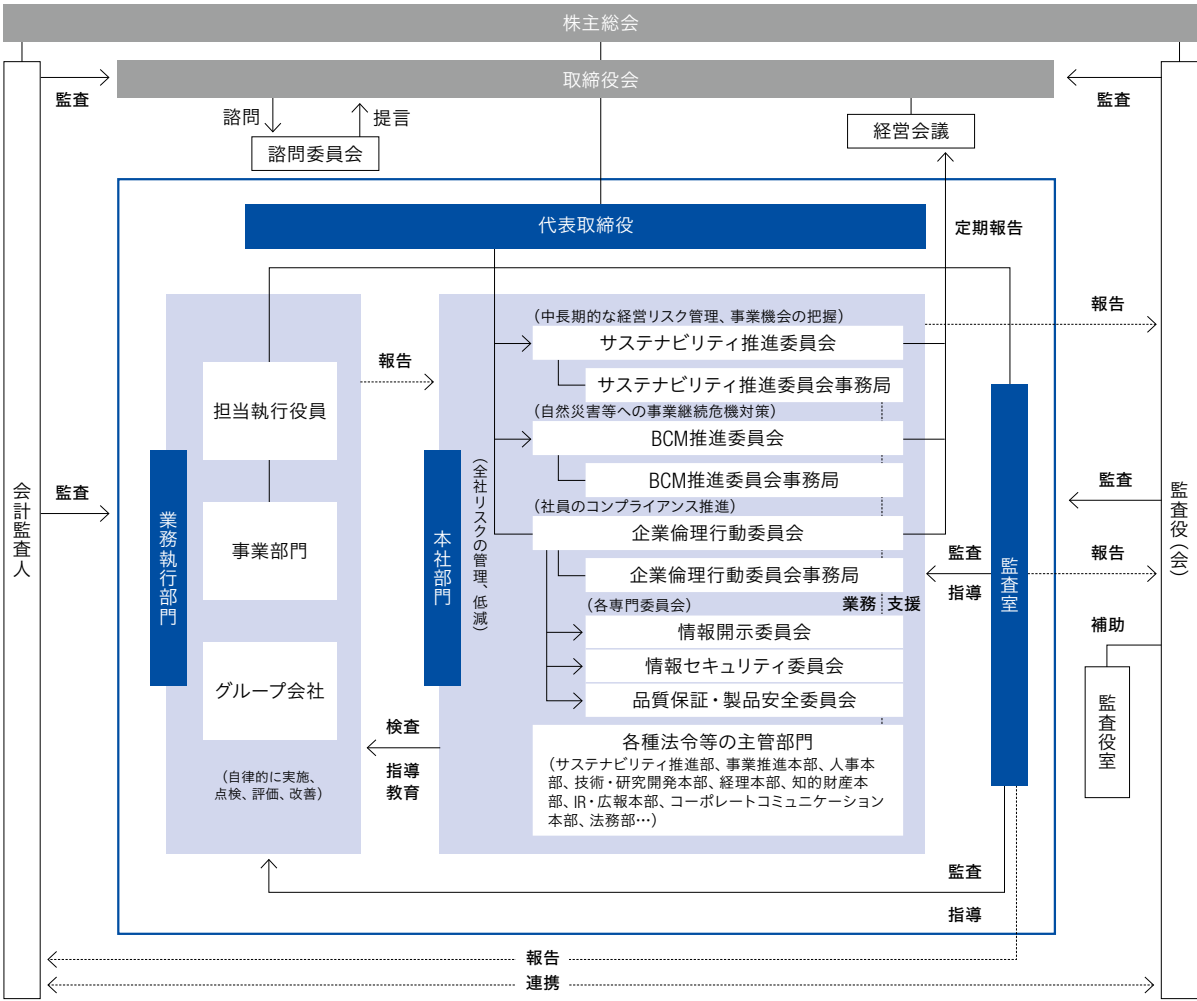 株主総会
取締役会
監査
監査
諮問
提言
諮問委員会
経営会議
代表取締役
定期報告
(中長期的な経営リスク管理、事業機会の把握)
サステナビリティ推進委員会
サステナビリティ推進委員会事務局
(自然災害等への事業継続危機対策)
BCM推進委員会
BCM推進委員会事務局
(社員のコンプライアンス推進)
企業倫理行動委員会
企業倫理行動委員会事務局
(各専門委員会)
業務
支援
情報開示委員会
情報セキュリティ委員会
品質保証・製品安全委員会
各種法令等の主管部門
(サステナビリティ推進部、事業推進本部、人事本
部、技術・研究開発本部、経理本部、知的財産本
部、IR・広報本部、コーポレートコミュニケーション
本部、法務部…)
報告
報告
担当執行役員
事業部門
グループ会社
(自律的に実施、
点検、評価、改善)
業務執行部門
本社部門
(全社リスクの管理、低減)
検査
指導
教育
会計監査人
監査
監査
監査役(会)
監査
指導
監査室
報告
補助
監査役室
監査
指導
報告
連携